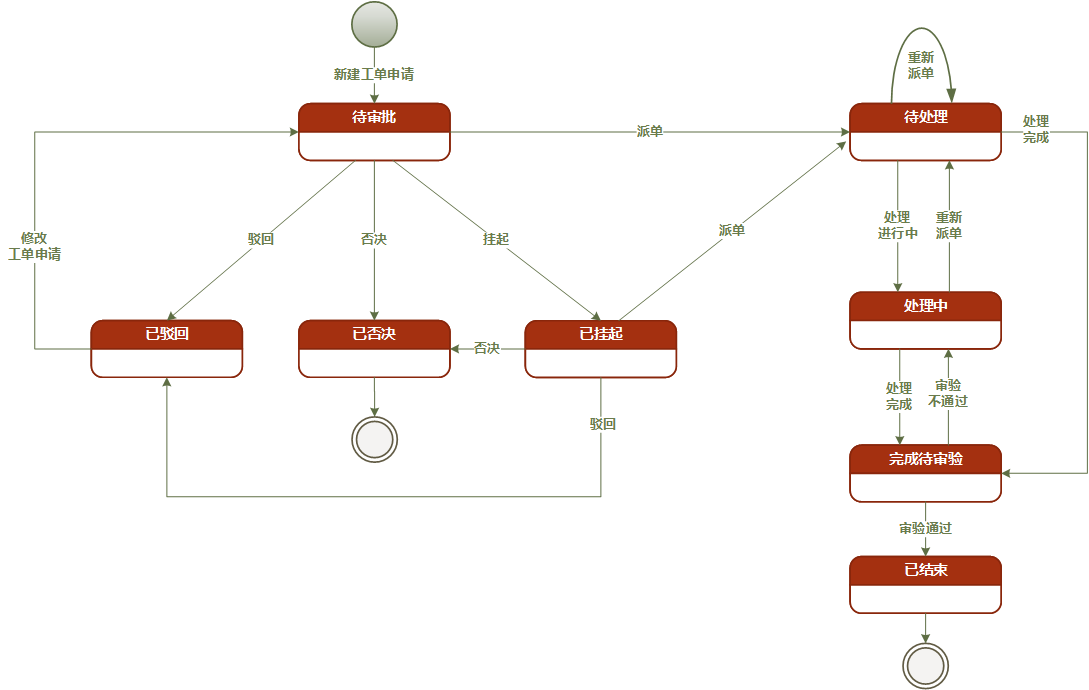 重新
派单
新建工单申请
待审批
待处理
处理
完成
派单
修改
工单申请
驳回
否决
挂起
派单
处理
进行中
重新
派单
处理中
已驳回
已否决
已挂起
否决
处理
完成
审验
不通过
驳回
完成待审验
审验通过
已结束